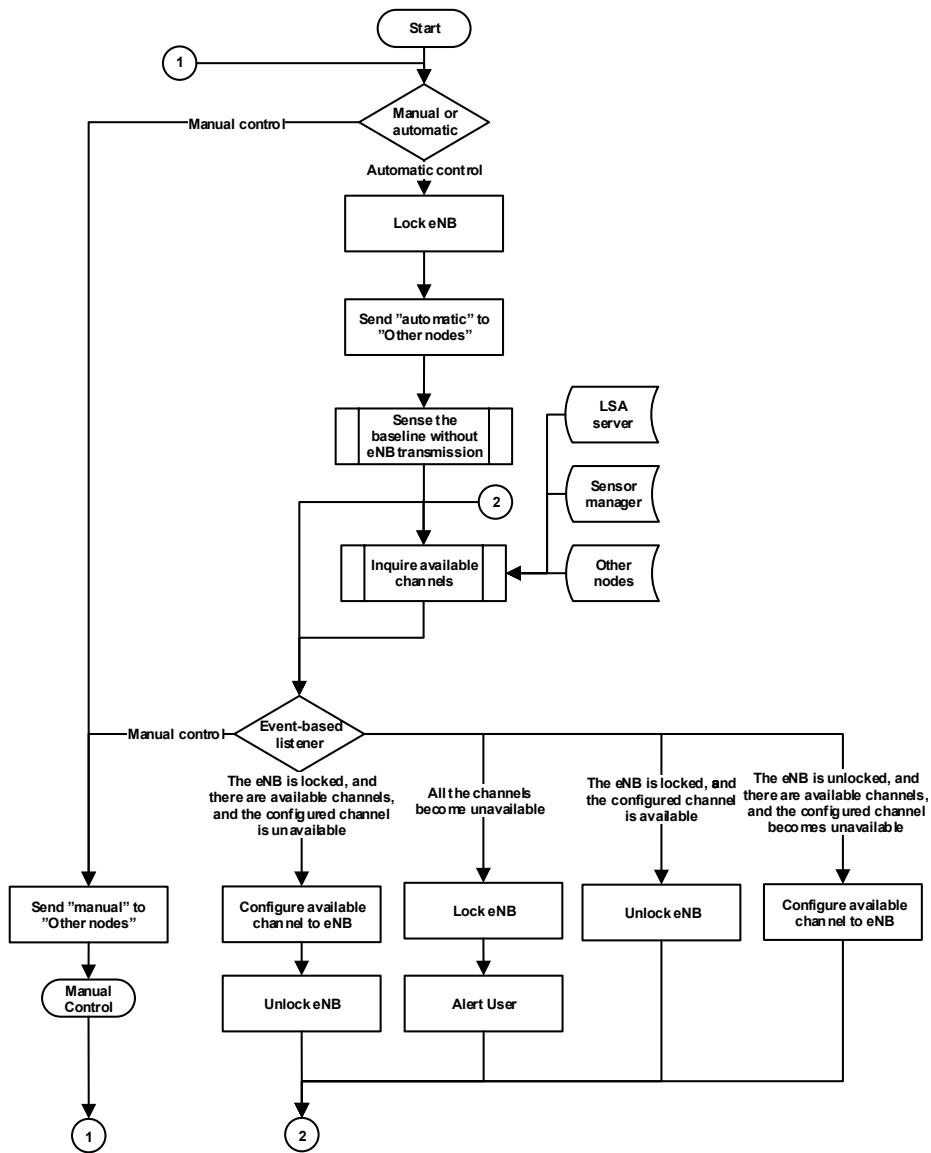 Start
1
Manual or
automatic
Manual control
Automatic control
Lock eNB
Send ”automatic” to
”Other nodes”
Sense the
baseline without
eNB transmission
LSA
server
2
Sensor
manager
Inquire available
channels
Other
nodes
Event-based
listener
Manual control
The eNB is locked, and
there are available channels,
and the configured channel
is unavailable
All the channels
become unavailable
The eNB is locked, and
the configured channel
is available
The eNB is unlocked, and
there are available channels,
and the configured channel
becomes unavailable
Send ”manual” to
”Other nodes”
Configure available
channel to eNB
Lock eNB
Unlock eNB
Configure available
channel to eNB
Manual
Control
Unlock eNB
Alert User
1
2